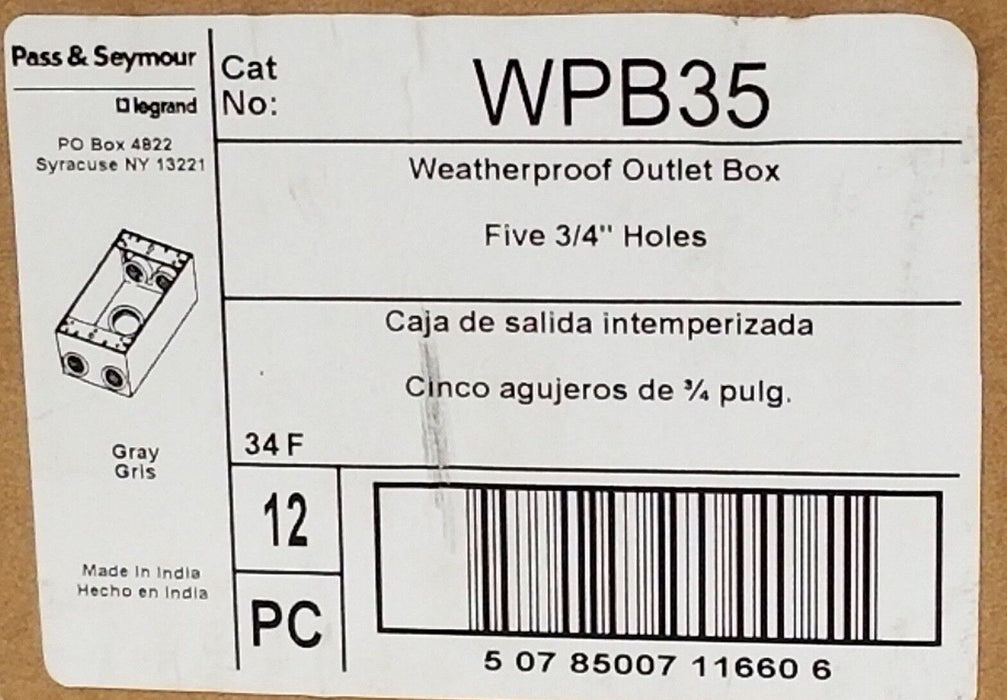 Pass & Seymour
legrand
PO Box 4822
Syracuse NY 13221
Cat
No:
WPB35
Weatherproof Outlet Box
Five 3/4" Holes
Caja de salida intemperizada
Cinco agujeros de ¾ pulg.
34 F
Gray
Gris
Made In India
Hecho en India
12
PC
5 07 85007 11660 6